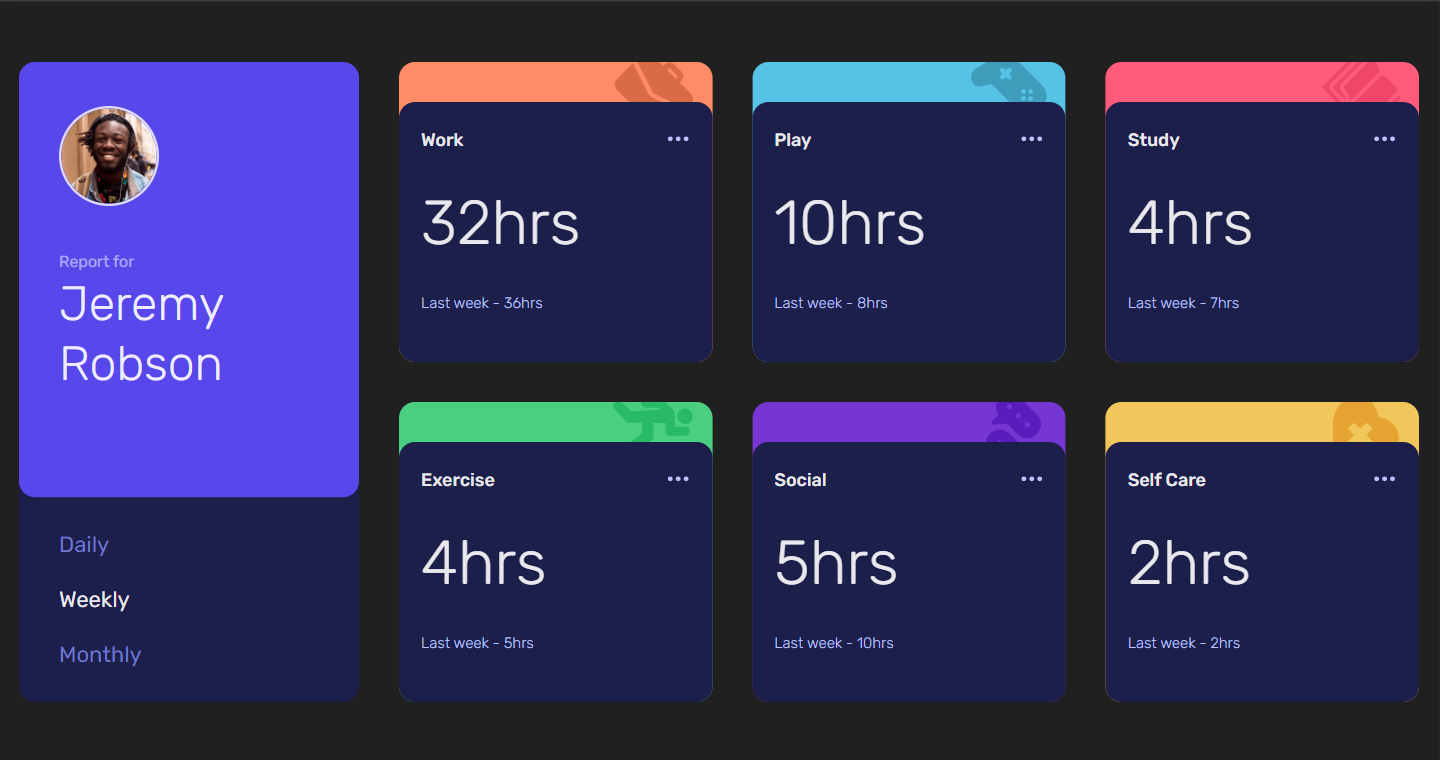 Report for
Jeremy
Robson
Daily
Weekly
Monthly
Work
32hrs
Last week - 36hrs
Play
10hrs
Last week - 8hrs
Study
4hrs
Last week - 7hrs
Exercise
4hrs
Last week - 5hrs
Social
5hrs
Last week - 10hrs
Self Care
2hrs
Last week - 2hrs